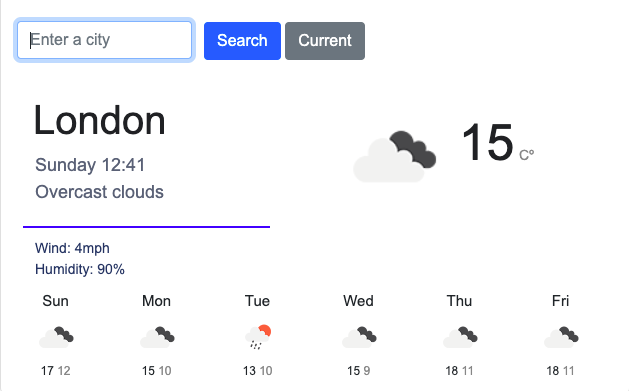 Enter a city
Search
Current
London
15 C°
Sunday 12:41
Overcast clouds
Wind: 4mph
Humidity: 90%
Sun Mon Tue Wed Thu Fri
17 12 15 10 13 10 15 9 18 11 18 11